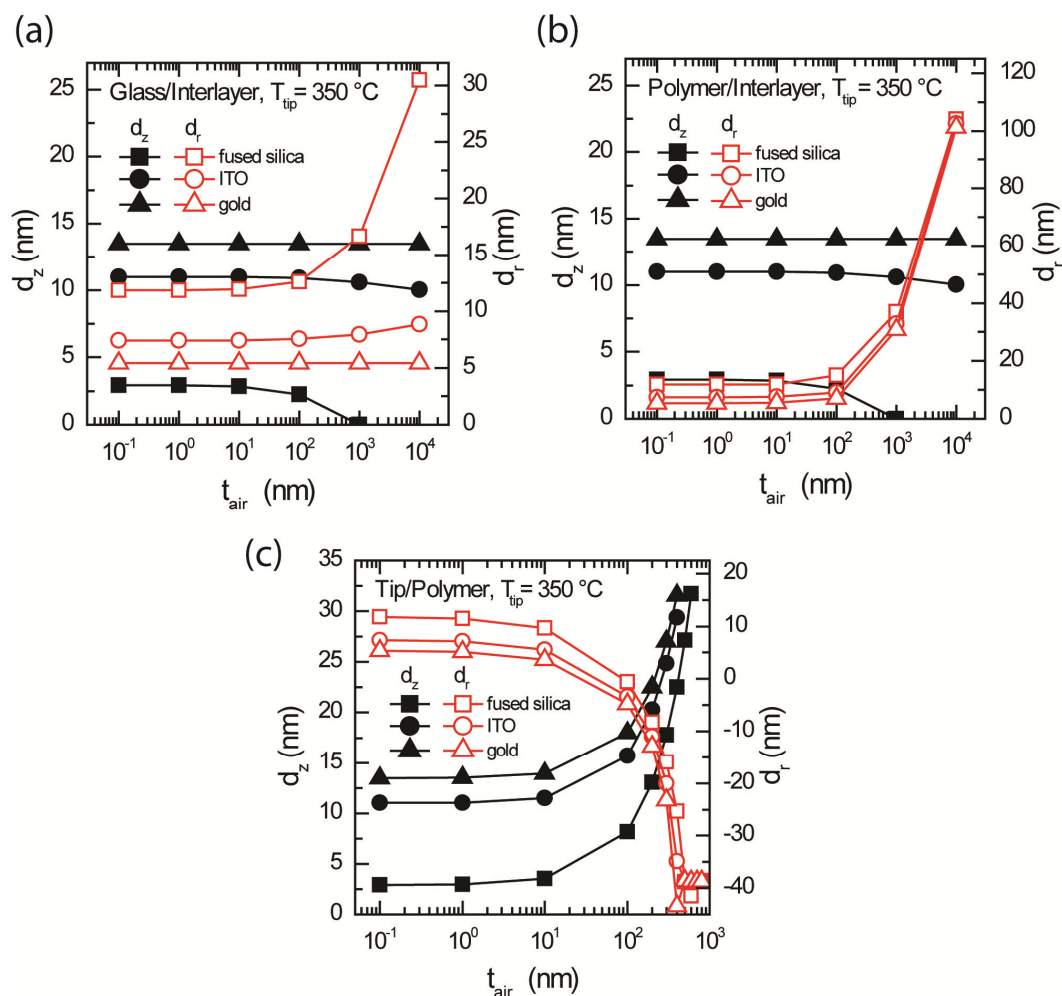 (a)
Glass/Interlayer, T_tip = 350 °C
d_z d_r
fused silica
ITO
gold
25
20
15
10
5
0
d_z (nm)
30
25
20
15
10
5
0
d_r (nm)
10^-1 10^0 10^1 10^2 10^3 10^4
t_air (nm)
(b)
Polymer/Interlayer, T_tip = 350 °C
d_z d_r
fused silica
ITO
gold
25
20
15
10
5
0
d_z (nm)
120
100
80
60
40
20
0
d_r (nm)
10^-1 10^0 10^1 10^2 10^3 10^4
t_air (nm)
(c)
Tip/Polymer, T_tip = 350 °C
d_z d_r
fused silica
ITO
gold
35
30
25
20
15
10
5
0
d_z (nm)
20
10
0
-10
-20
-30
-40
d_r (nm)
10^-1 10^0 10^1 10^2 10^3
t_air (nm)